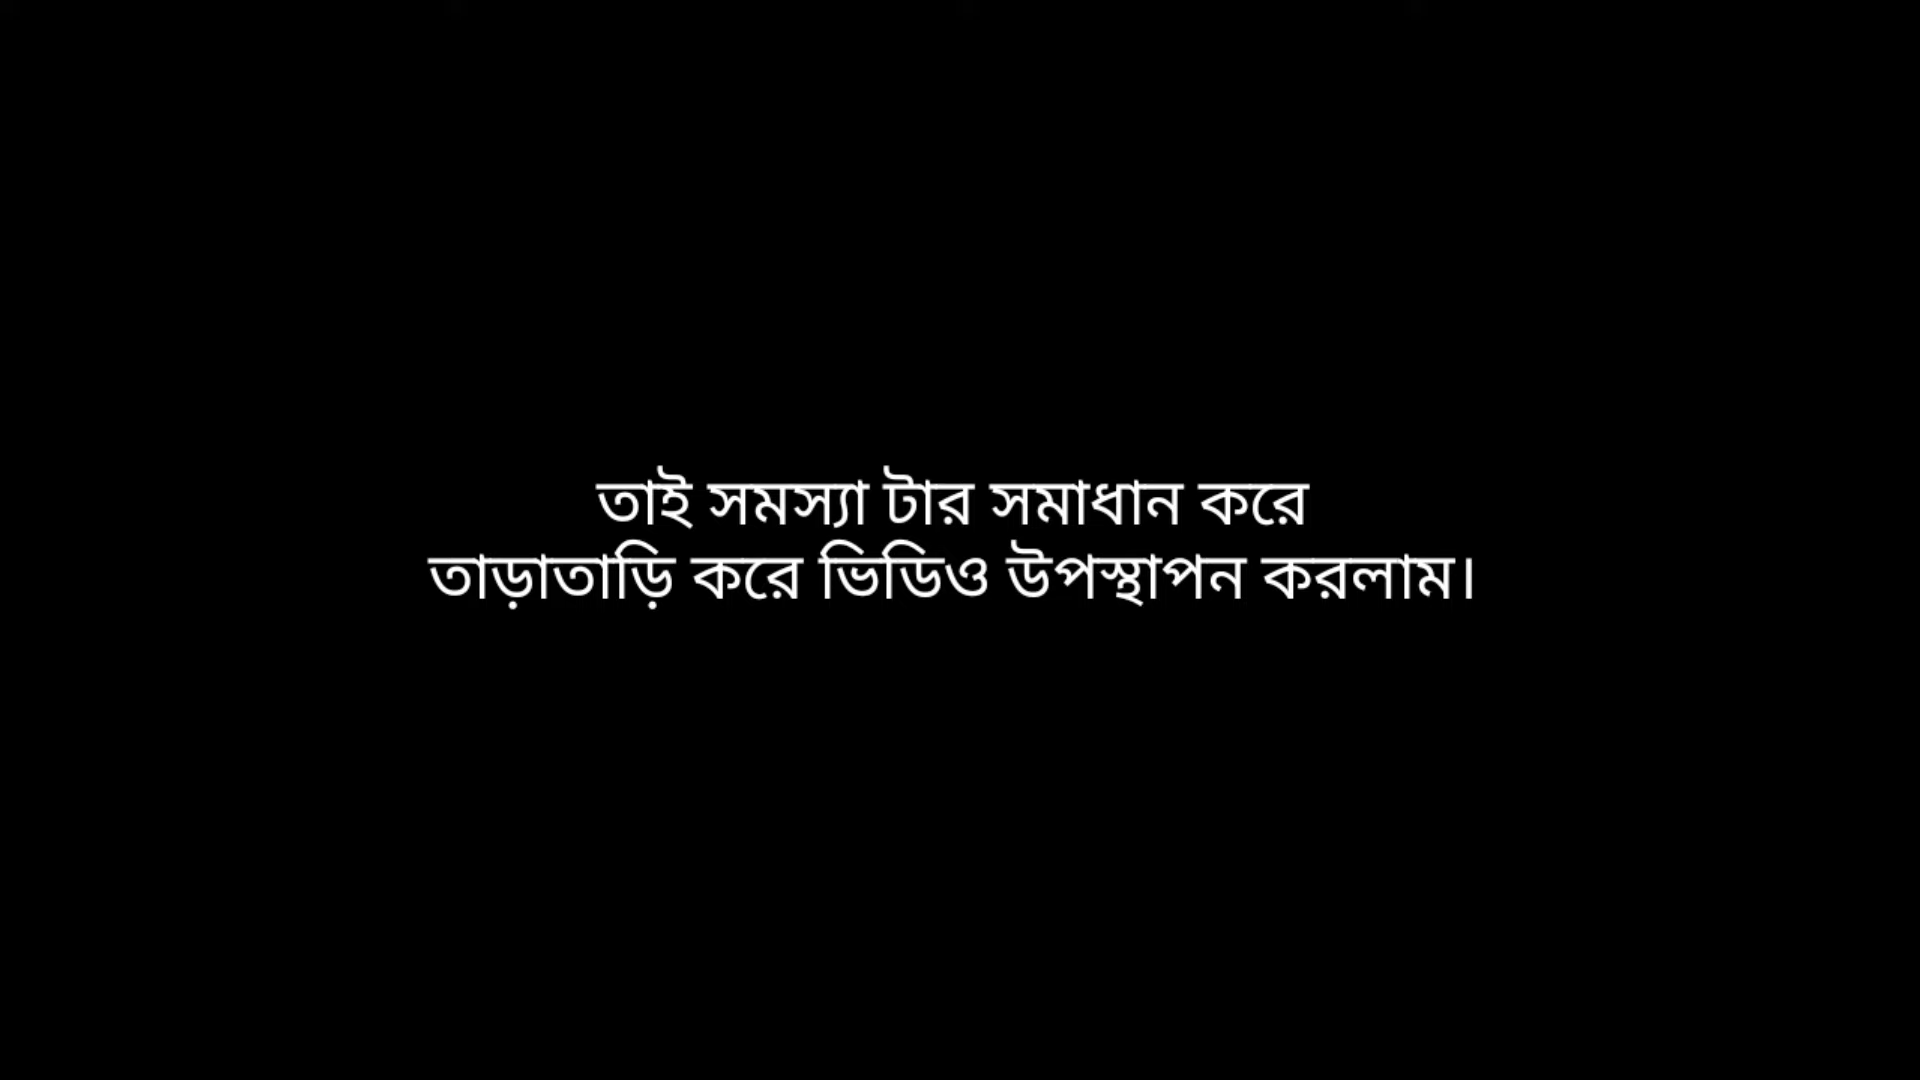 তাই সমস্যা টার সমাধান করে
তাড়াতাড়ি করে ভিডিও উপস্থাপন করলাম।